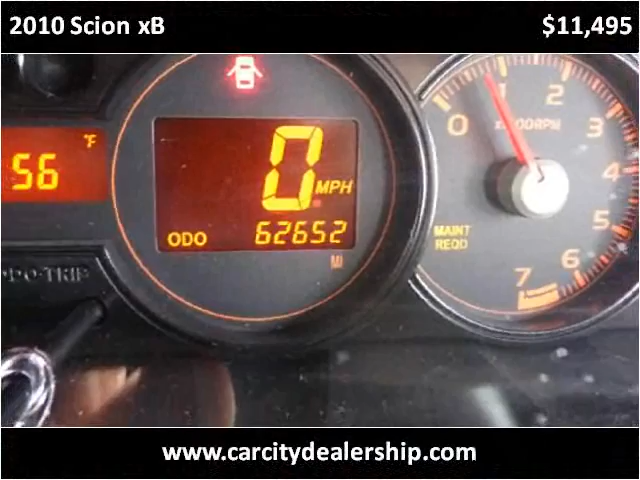 2010 Scion xB
$11,495
°F
56
0 MPH
ODO 62652
MI
0
1
2
3
4
5
6
7
MAINT
REQD
www.carcitydealership.com